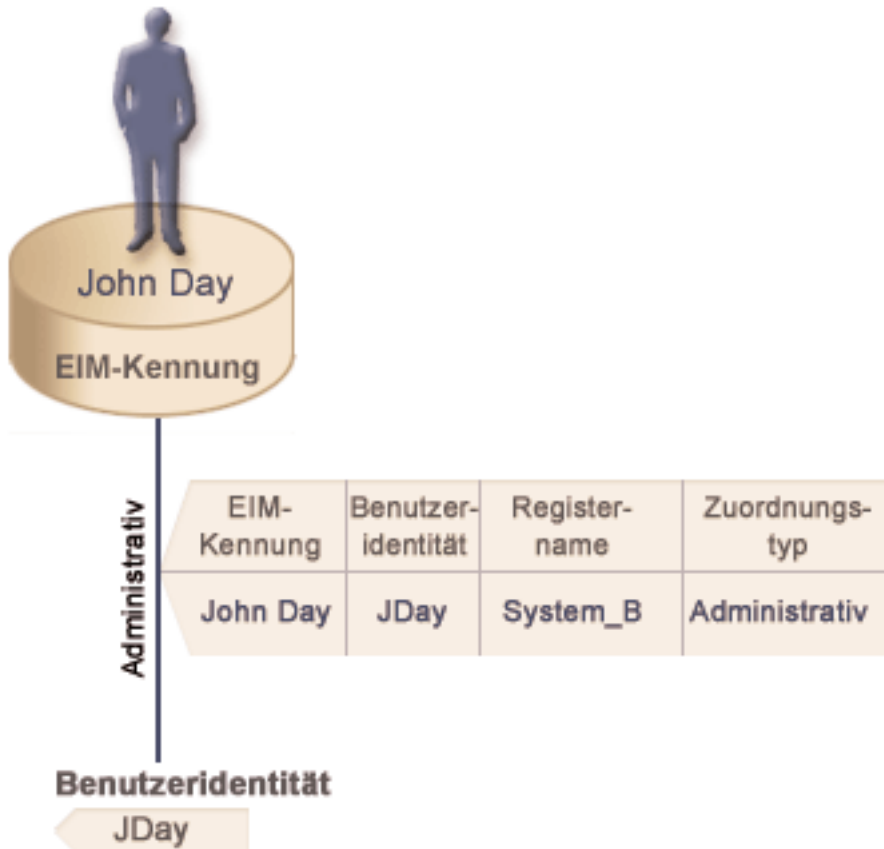 John Day
EIM-Kennung
Administrativ
EIM-
Kennung
Benutzer-
identität
Register-
name
Zuordnungs-
typ
John Day
JDay
System_B
Administrativ
Benutzeridentität
JDay